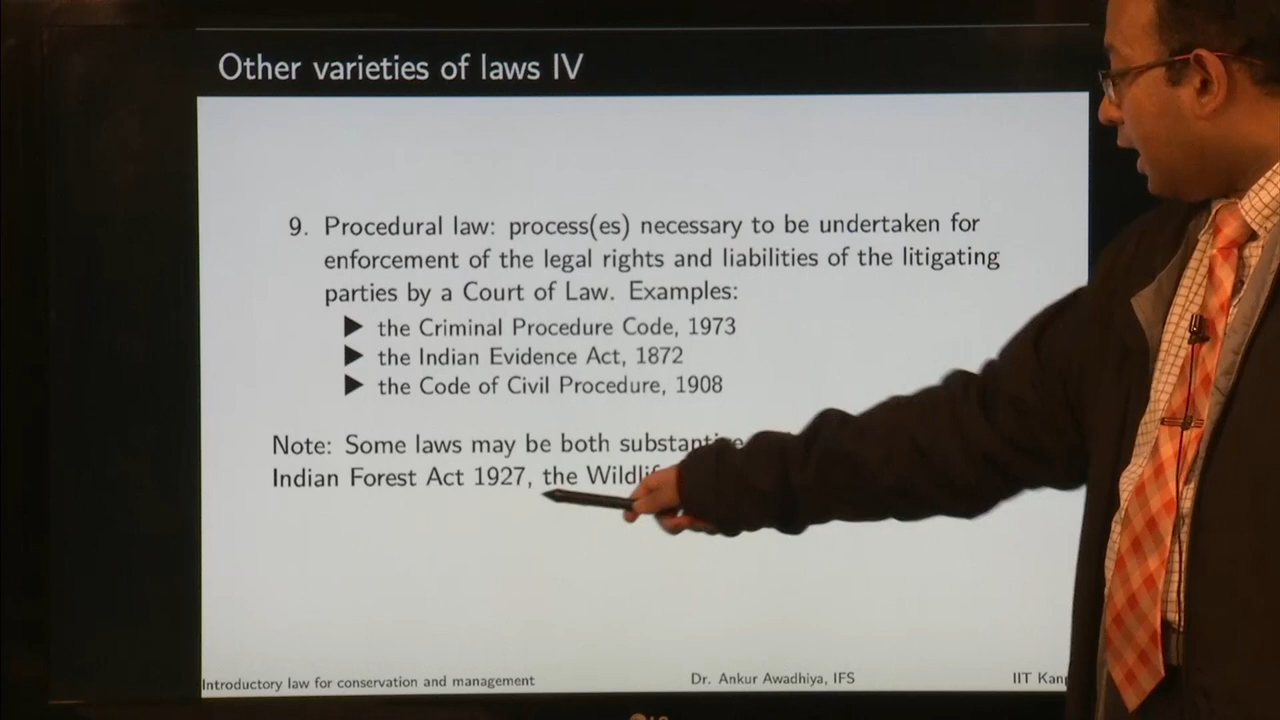 Other varieties of laws IV
9. Procedural law: process(es) necessary to be undertaken for
enforcement of the legal rights and liabilities of the litigating
parties by a Court of Law. Examples:
▶ the Criminal Procedure Code, 1973
▶ the Indian Evidence Act, 1872
▶ the Code of Civil Procedure, 1908
Note: Some laws may be both
Indian Forest Act 1927, the
Introductory law for conservation and management
Dr. Ankur Awadhiya, IFS
IIT